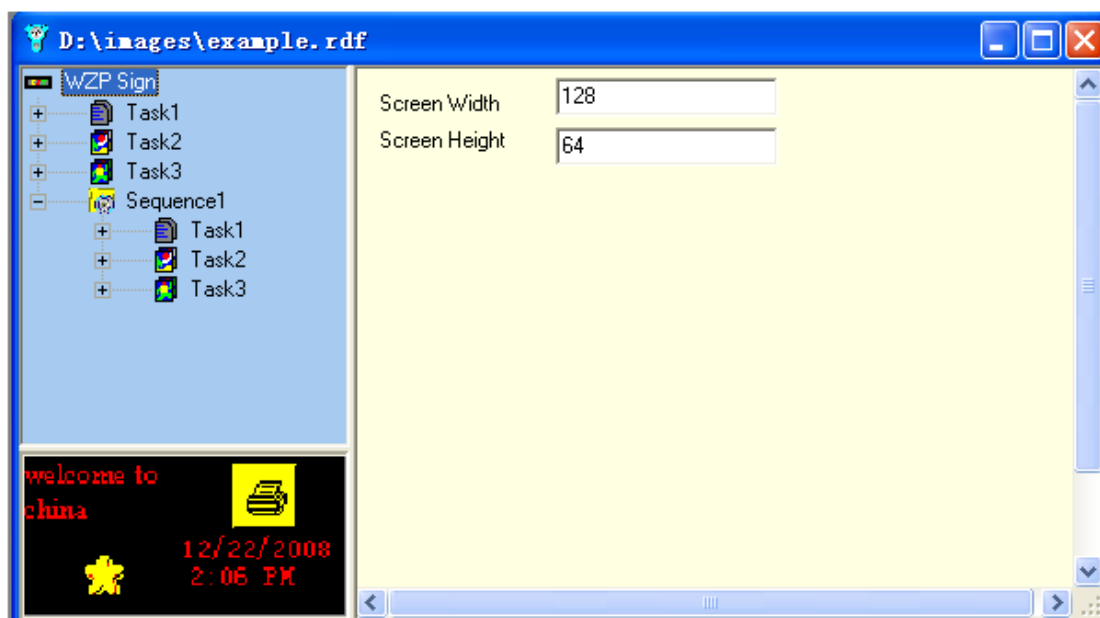 D:\images\example.rdf
WZP Sign
Task1
Task2
Task3
Sequence1
Task1
Task2
Task3
Screen Width 128
Screen Height 64
welcome to
china
12/22/2008
2:06 PM